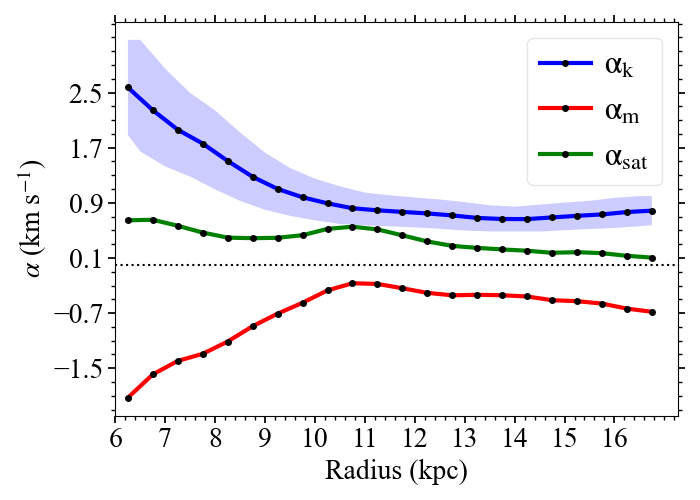 α_k
α_m
α_sat
2.5
1.7
0.9
0.1
−0.7
−1.5
α (km s⁻¹)
6 7 8 9 10 11 12 13 14 15 16
Radius (kpc)